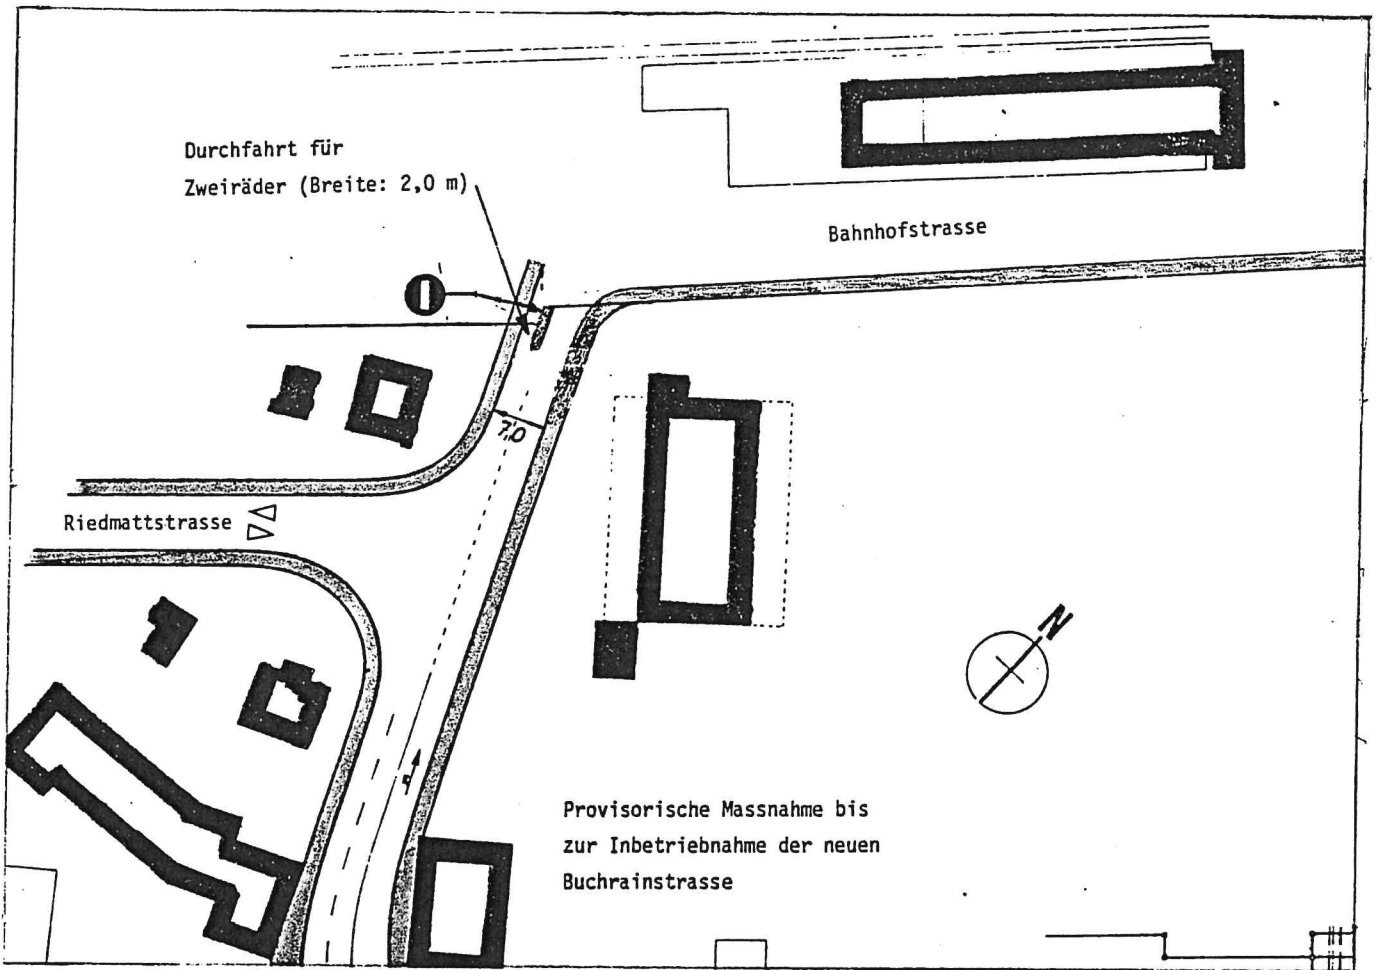 Durchfahrt für
Zweiräder (Breite: 2,0 m)
Bahnhofstrasse
7,0
Riedmattstrasse
N
Provisorische Massnahme bis
zur Inbetriebnahme der neuen
Buchrainstrasse